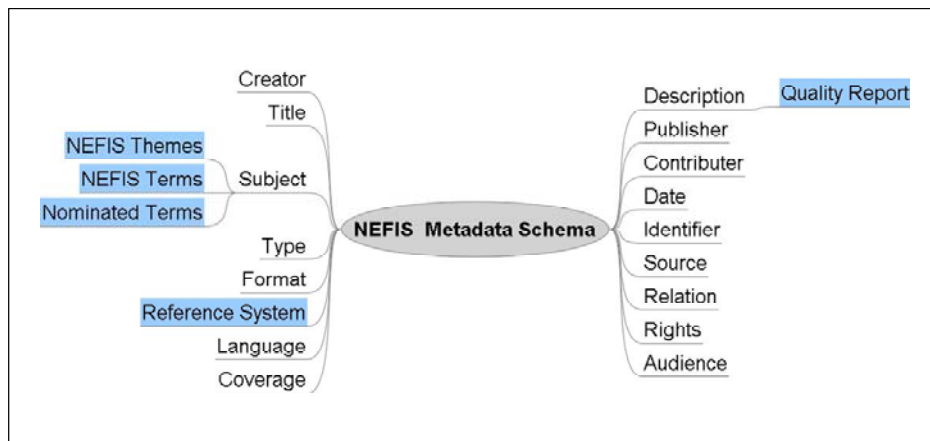 Creator
Title
NEFIS Themes
NEFIS Terms
Nominated Terms
Subject
Type
Format
Reference System
Language
Coverage
NEFIS Metadata Schema
Description
Quality Report
Publisher
Contributer
Date
Identifier
Source
Relation
Rights
Audience